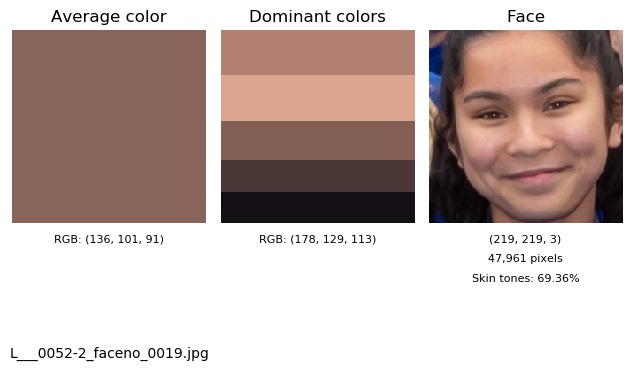 Average color
Dominant colors
Face
RGB: (136, 101, 91)
RGB: (178, 129, 113)
(219, 219, 3)
47,961 pixels
Skin tones: 69.36%
L___0052-2_faceno_0019.jpg